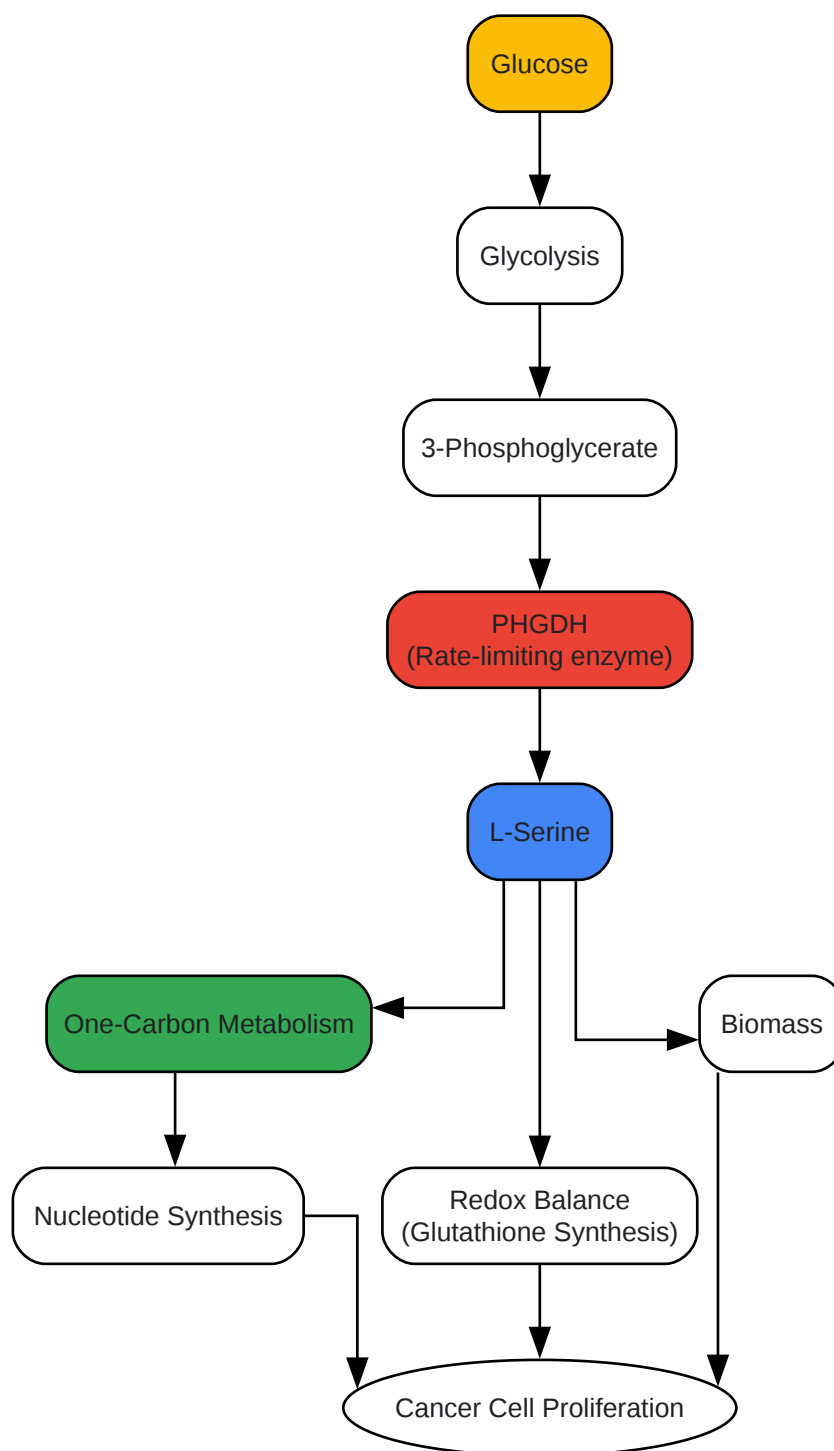 Glucose
Glycolysis
3-Phosphoglycerate
PHGDH
(Rate-limiting enzyme)
L-Serine
One-Carbon Metabolism
Biomass
Nucleotide Synthesis
Redox Balance
(Glutathione Synthesis)
Cancer Cell Proliferation